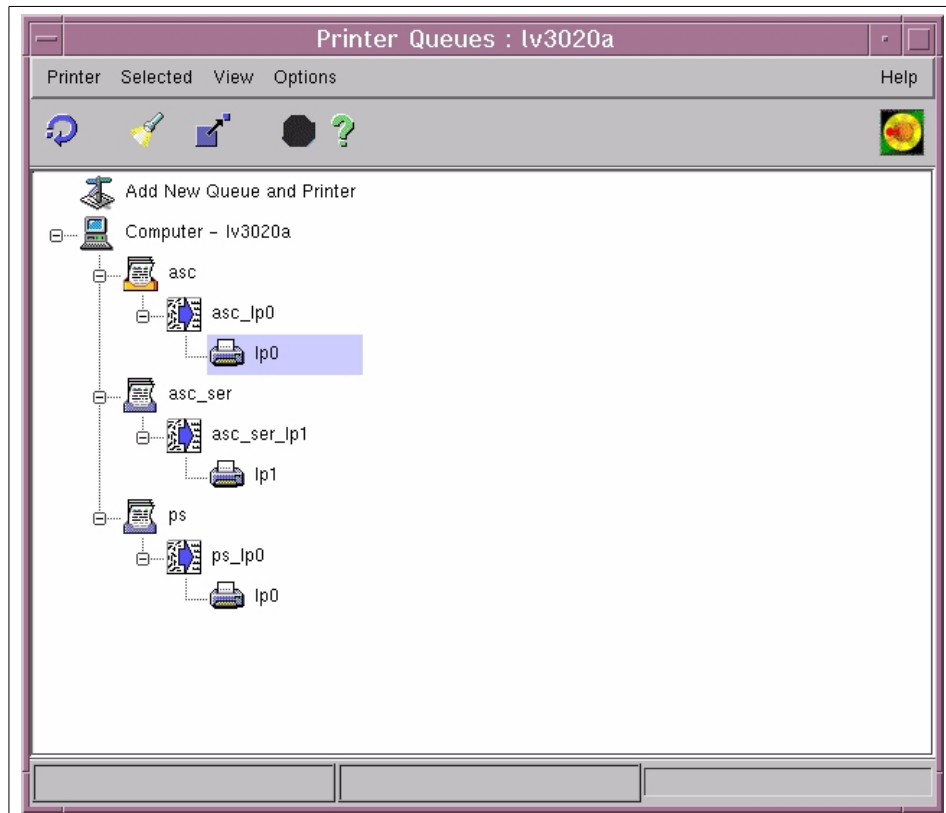 Printer Queues : lv3020a
Printer Selected View Options Help
Add New Queue and Printer
Computer – lv3020a
asc
asc_lp0
lp0
asc_ser
asc_ser_lp1
lp1
ps
ps_lp0
lp0